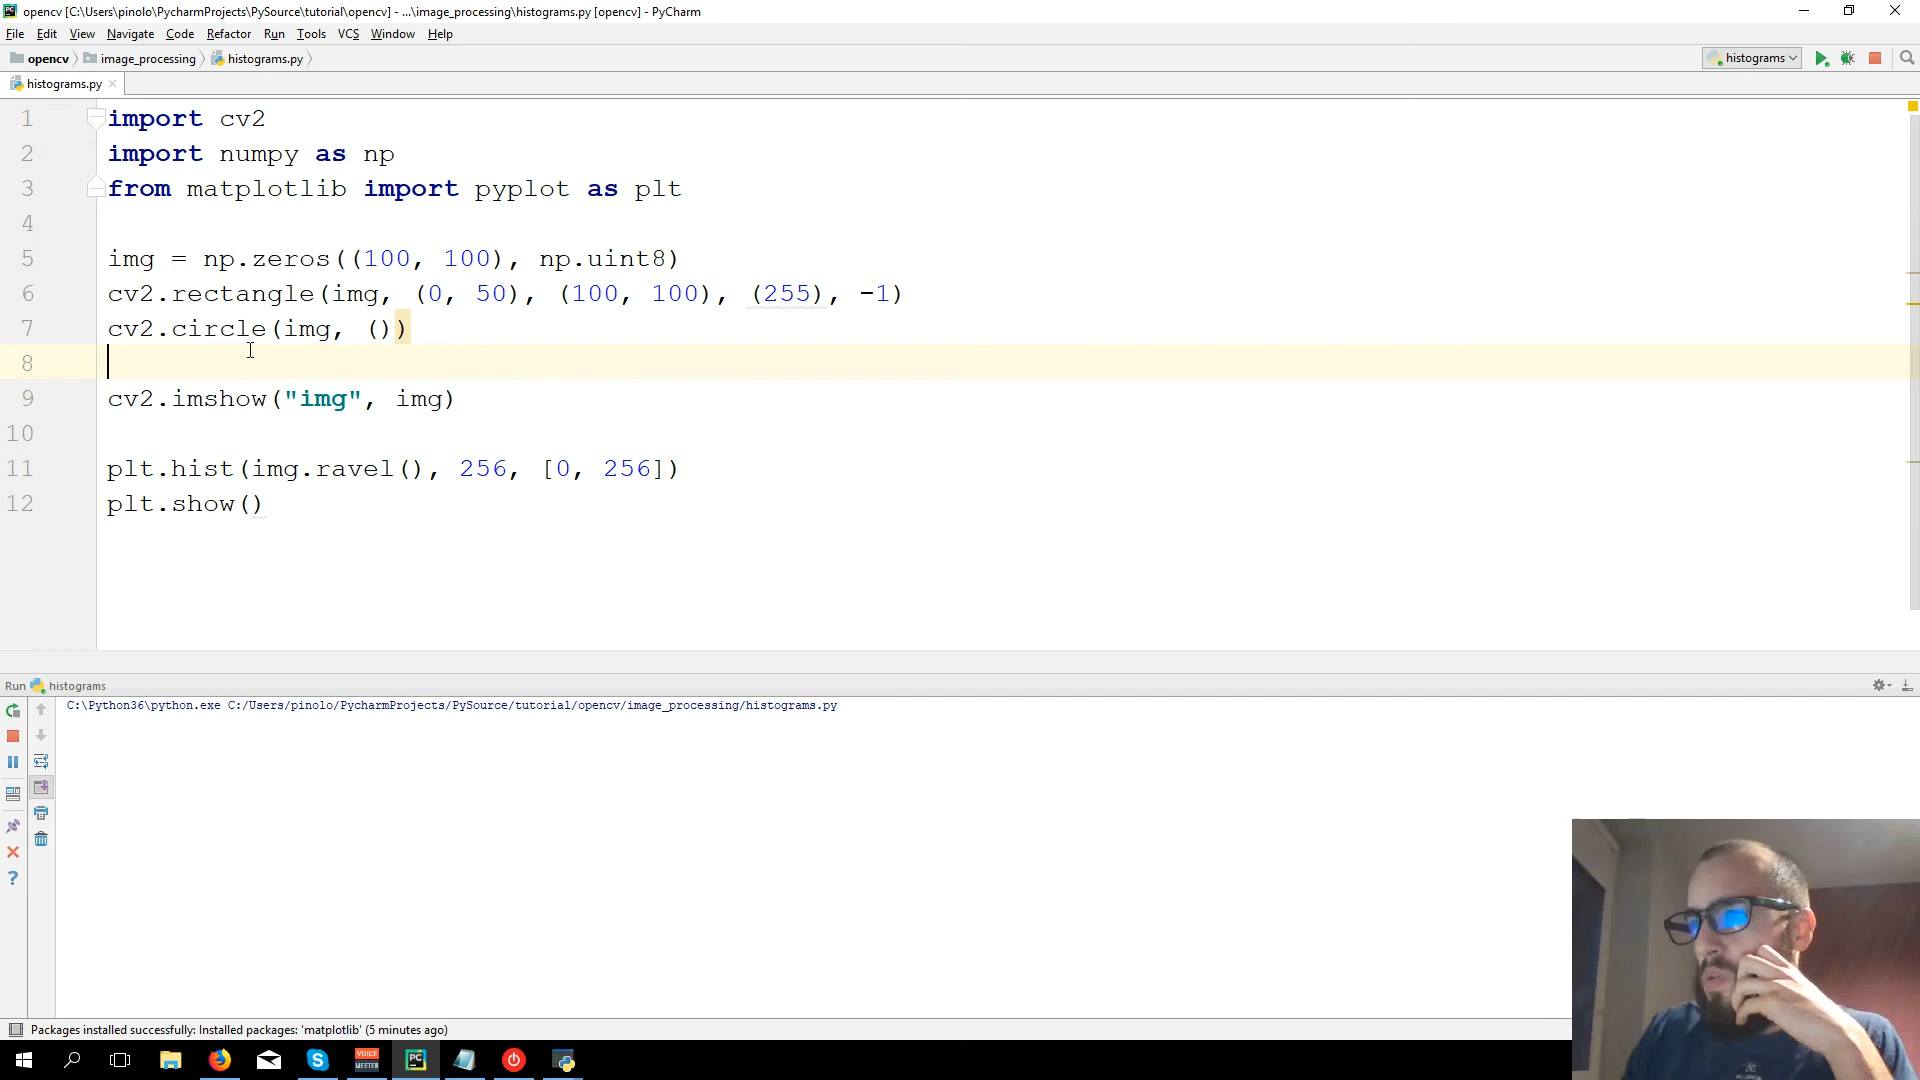 opencv [C:\Users\pinolo\PycharmProjects\PySource\tutorial\opencv] - ...\image_processing\histograms.py [opencv] - PyCharm
File Edit View Navigate Code Refactor Run Tools VCS Window Help
opencv image_processing histograms.py histograms
histograms.py
1 import cv2
2 import numpy as np
3 from matplotlib import pyplot as plt
4
5 img = np.zeros((100, 100), np.uint8)
6 cv2.rectangle(img, (0, 50), (100, 100), (255), -1)
7 cv2.circle(img, ())
8
9 cv2.imshow("img", img)
10
11 plt.hist(img.ravel(), 256, [0, 256])
12 plt.show()
Run histograms
C:\Python36\python.exe C:/Users/pinolo/PycharmProjects/PySource/tutorial/opencv/image_processing/histograms.py
Packages installed successfully: Installed packages: 'matplotlib' (5 minutes ago)
VOICE
MEETER
PC